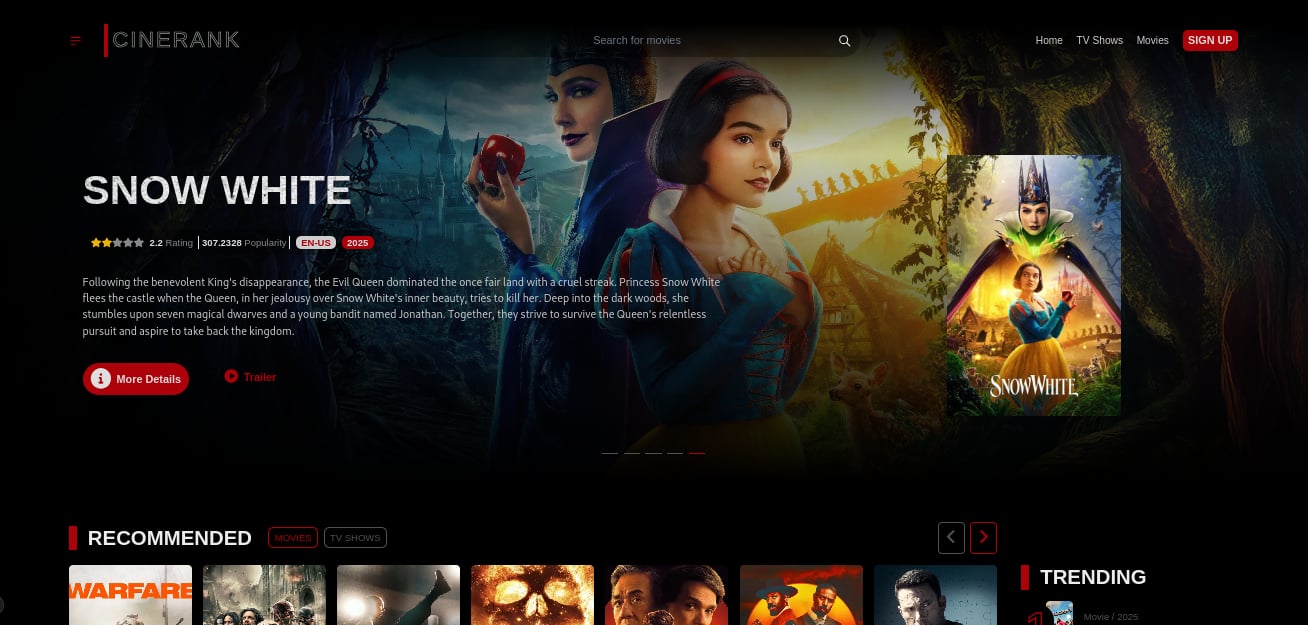 CINERANK
Search for movies
Home TV Shows Movies SIGN UP
SNOW WHITE
2.2 Rating 307.2328 Popularity EN-US 2025
Following the benevolent King's disappearance, the Evil Queen dominated the once fair land with a cruel streak. Princess Snow White
flees the castle when the Queen, in her jealousy over Snow White's inner beauty, tries to kill her. Deep into the dark woods, she
stumbles upon seven magical dwarves and a young bandit named Jonathan. Together, they strive to survive the Queen's relentless
pursuit and aspire to take back the kingdom.
More Details Trailer
SNOW WHITE
RECOMMENDED MOVIES TV SHOWS
WARFARE
TRENDING
1 Movie / 2025